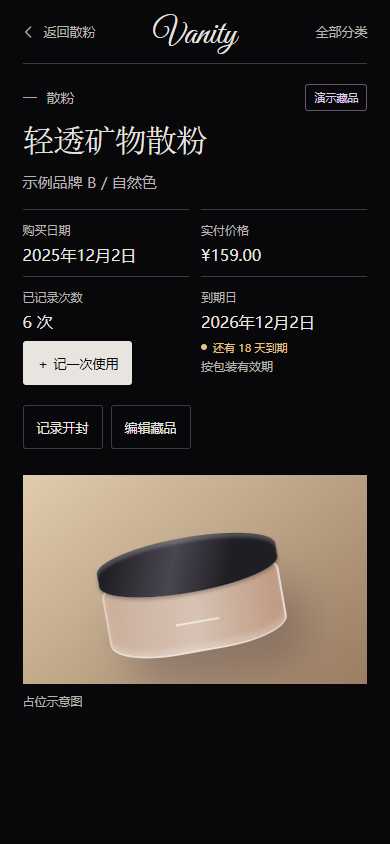 返回散粉
Vanity
全部分类
散粉
演示藏品
轻透矿物散粉
示例品牌 B / 自然色
购买日期
实付价格
2025年12月2日
¥159.00
已记录次数
到期日
6 次
2026年12月2日
还有 18 天到期
+ 记一次使用
按包装有效期
记录开封
编辑藏品
占位示意图